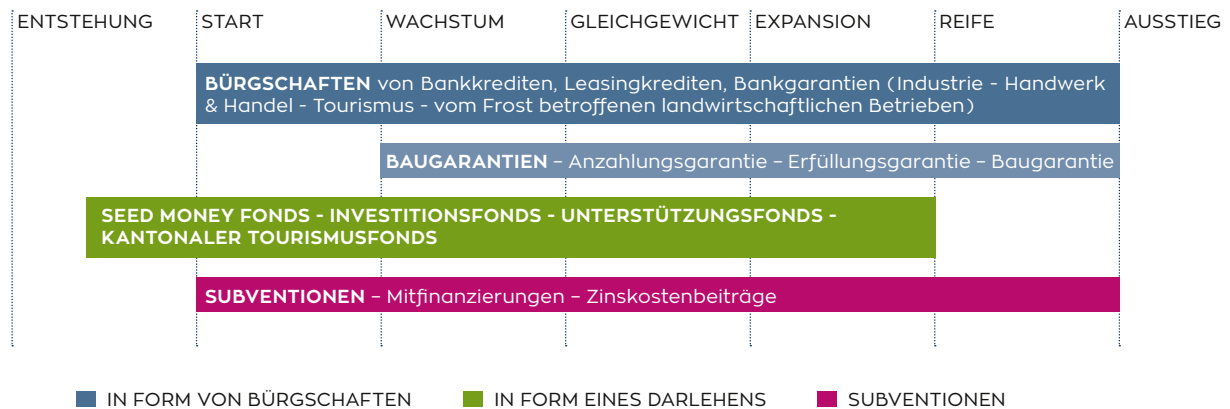 ENTSTEHUNG START WACHSTUM GLEICHGEWICHT EXPANSION REIFE AUSSTIEG
BÜRGSCHAFTEN von Bankkrediten, Leasingkrediten, Bankgarantien (Industrie - Handwerk
& Handel - Tourismus - vom Frost betroffenen landwirtschaftlichen Betrieben)
BAUGARANTIEN – Anzahlungsgarantie – Erfüllungsgarantie – Baugarantie
SEED MONEY FONDS - INVESTITIONSFONDS - UNTERSTÜTZUNGSFONDS -
KANTONALER TOURISMUSFONDS
SUBVENTIONEN – Mitfinanzierungen – Zinskostenbeiträge
IN FORM VON BÜRGSCHAFTEN IN FORM EINES DARLEHENS SUBVENTIONEN